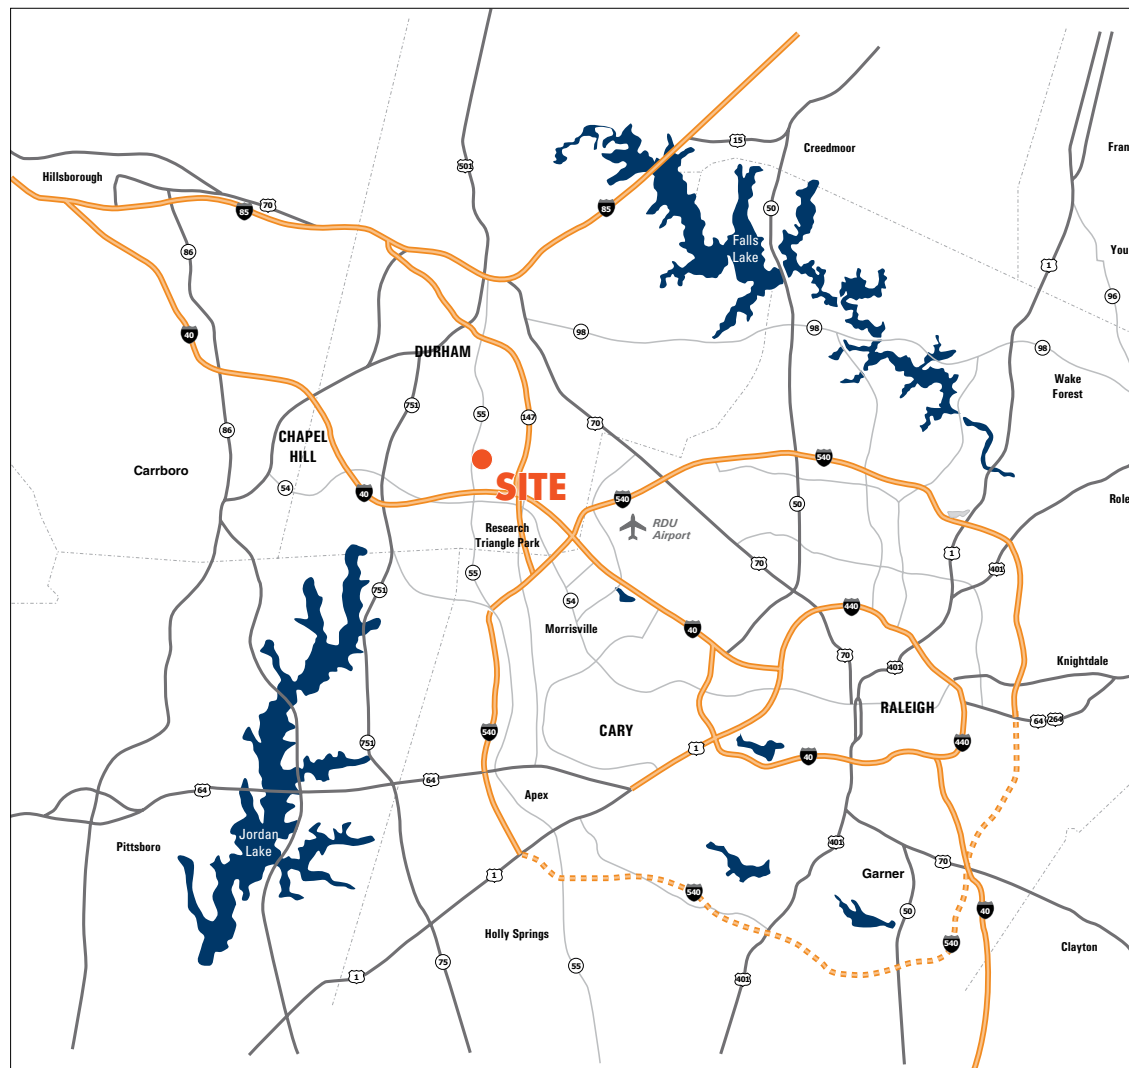 15
Creedmoor
Fran
501
Hillsborough
70
85
85
50
86
Falls
Lake
You
1
96
40
98
98
98
DURHAM
Wake
Forest
751
55
147
70
86
CHAPEL
HILL
540
Carrboro
SITE
54
40
540
50
Role
Research
Triangle Park
RDU
Airport
1
70
401
55
751
54
440
Morrisville
40
70
401
Knightdale
CARY
RALEIGH
64
264
540
751
1
440
40
64
64
Apex
Jordan
Lake
Pittsboro
401
70
1
Garner
540
50
40
Holly Springs
540
Clayton
75
55
1
401